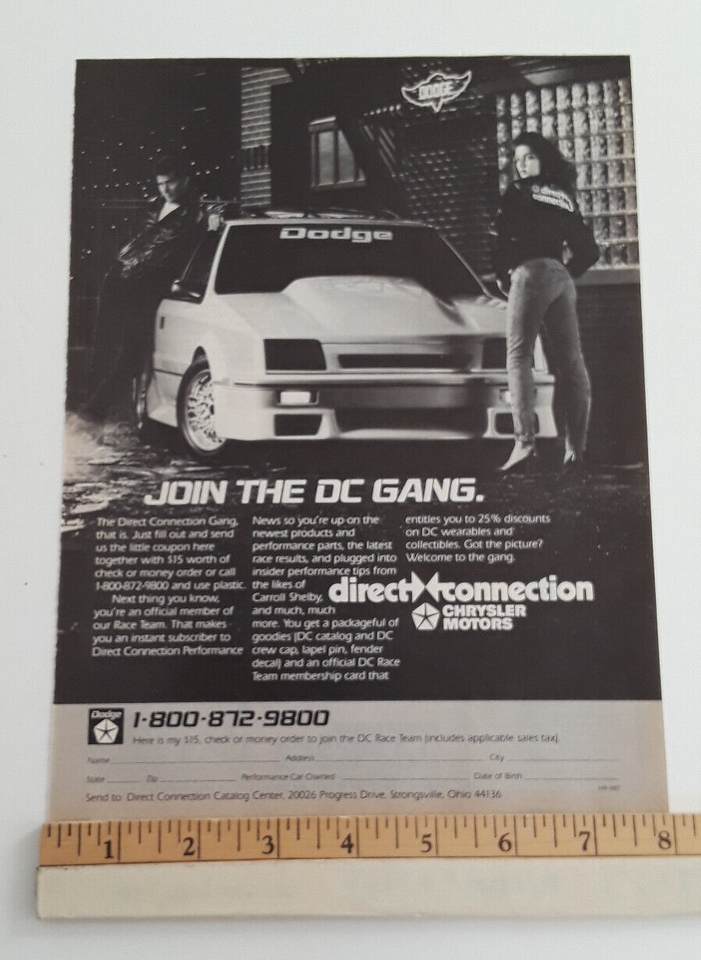 DODGE
Dodge
direct
connection
JOIN THE DC GANG.
The Direct Connection Gang,
that is. Just fill out and send
us the little coupon here
together with $15 worth of
check or money order or call
1-800-872-9800 and use plastic.
Next thing you know,
you're an official member of
our Race Team. That makes
you an instant subscriber to
Direct Connection Performance
News so you're up on the
newest products and
performance parts, the latest
race results, and plugged into
insider performance tips from
the likes of
Carroll Shelby,
and much, much
more. You get a packageful of
goodies (DC catalog and DC
crew cap, lapel pin, fender
decal) and an official DC Race
Team membership card that
entitles you to 25% discounts
on DC wearables and
collectibles. Got the picture?
Welcome to the gang.
direct connection
CHRYSLER
MOTORS
Dodge
1-800-872-9800
Here is my $15, check or money order to join the DC Race Team (includes applicable sales tax).
Name Address City
State Zip Performance Car Owned Date of Birth
Send to: Direct Connection Catalog Center, 20026 Progress Drive, Strongsville, Ohio 44136
1 2 3 4 5 6 7 8